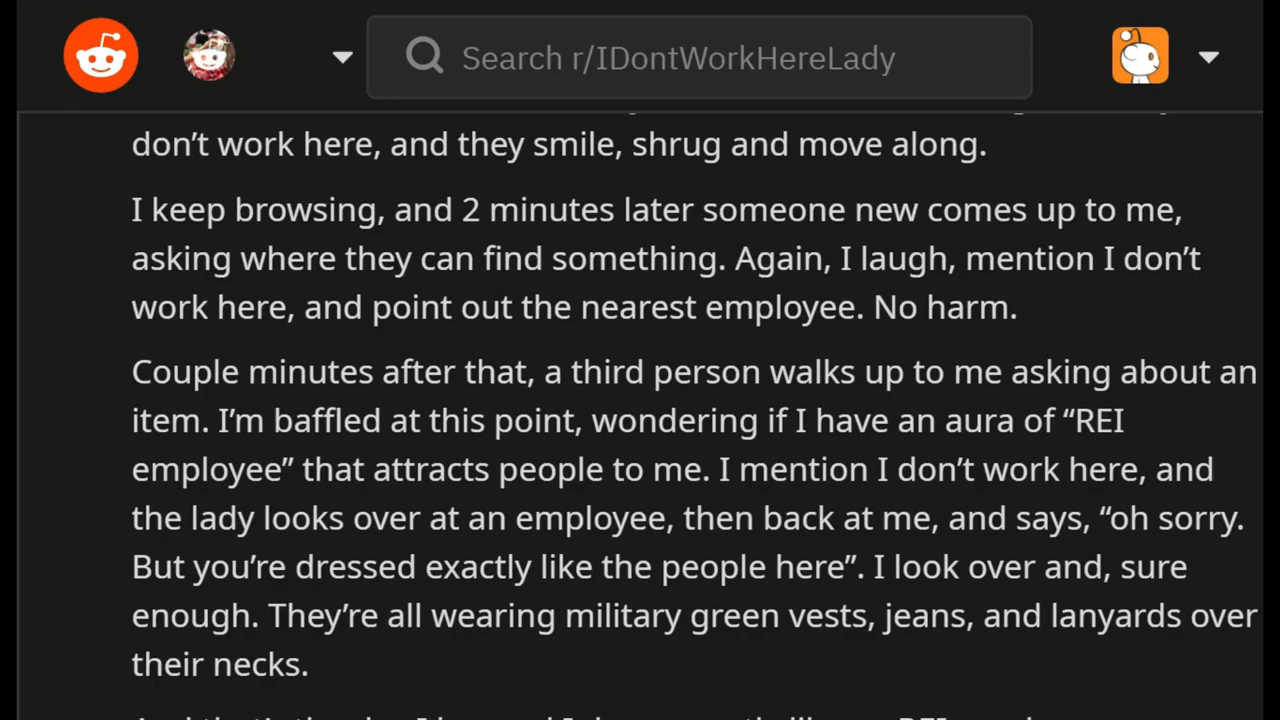 Search r/IDontWorkHereLady
don’t work here, and they smile, shrug and move along.
I keep browsing, and 2 minutes later someone new comes up to me,
asking where they can find something. Again, I laugh, mention I don’t
work here, and point out the nearest employee. No harm.
Couple minutes after that, a third person walks up to me asking about an
item. I’m baffled at this point, wondering if I have an aura of “REI
employee” that attracts people to me. I mention I don’t work here, and
the lady looks over at an employee, then back at me, and says, “oh sorry.
But you’re dressed exactly like the people here”. I look over and, sure
enough. They’re all wearing military green vests, jeans, and lanyards over
their necks.